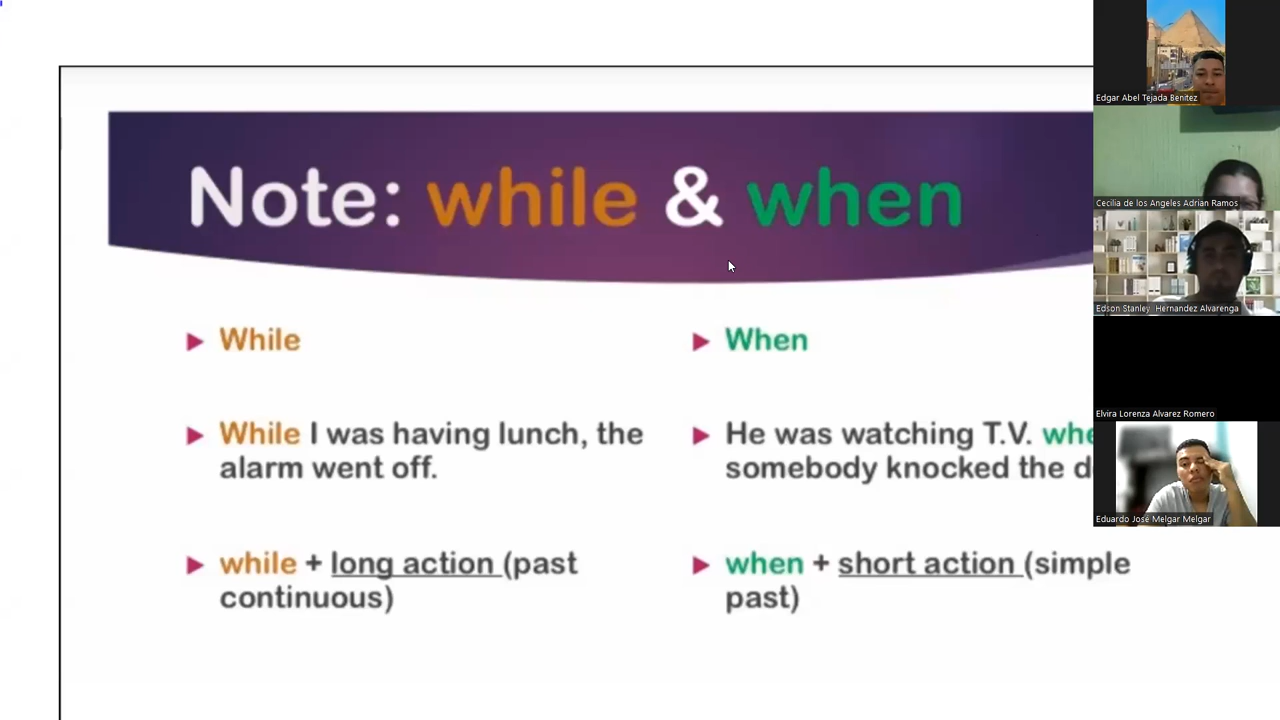 Note: while & when
While
While I was having lunch, the
alarm went off.
while + long action (past
continuous)
When
He was watching T.V.
somebody knocked the
when + short action (simple
past)
Edgar Abel Tejada Benitez
Cecilia de los Angeles Adrian Ramos
Edson Stanley Hernandez Alvarenga
Elvira Lorenza Alvarez Romero
Eduardo José Melgar Melgar